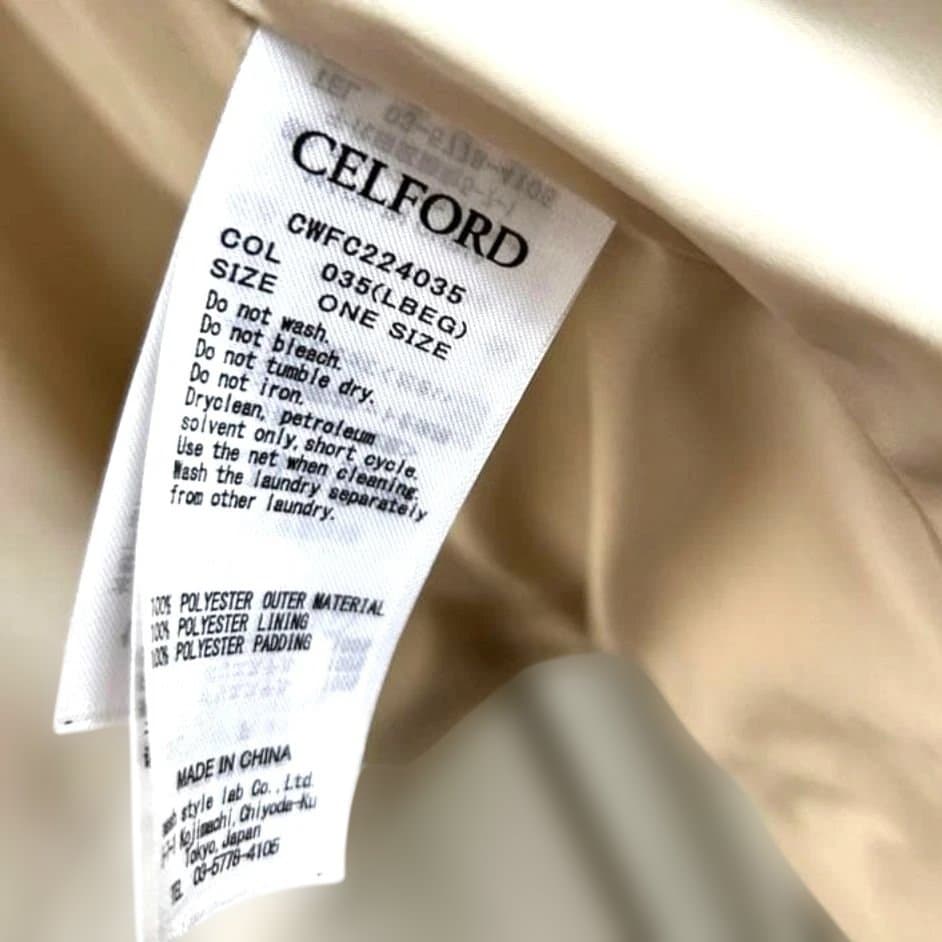 CELFORD
CWFC224035
COL 035(LBEG)
SIZE ONE SIZE
Do not wash.
Do not bleach.
Do not tumble dry.
Do not iron.
Dryclean, petroleum
solvent only, short cycle.
Use the net when cleaning.
Wash the laundry separately
from other laundry.
100% POLYESTER OUTER MATERIAL
100% POLYESTER LINING
100% POLYESTER PADDING
MADE IN CHINA
style lab Co.,Ltd.
Kojimachi, Chiyoda-Ku
Tokyo, Japan
TEL 03-5778-4105